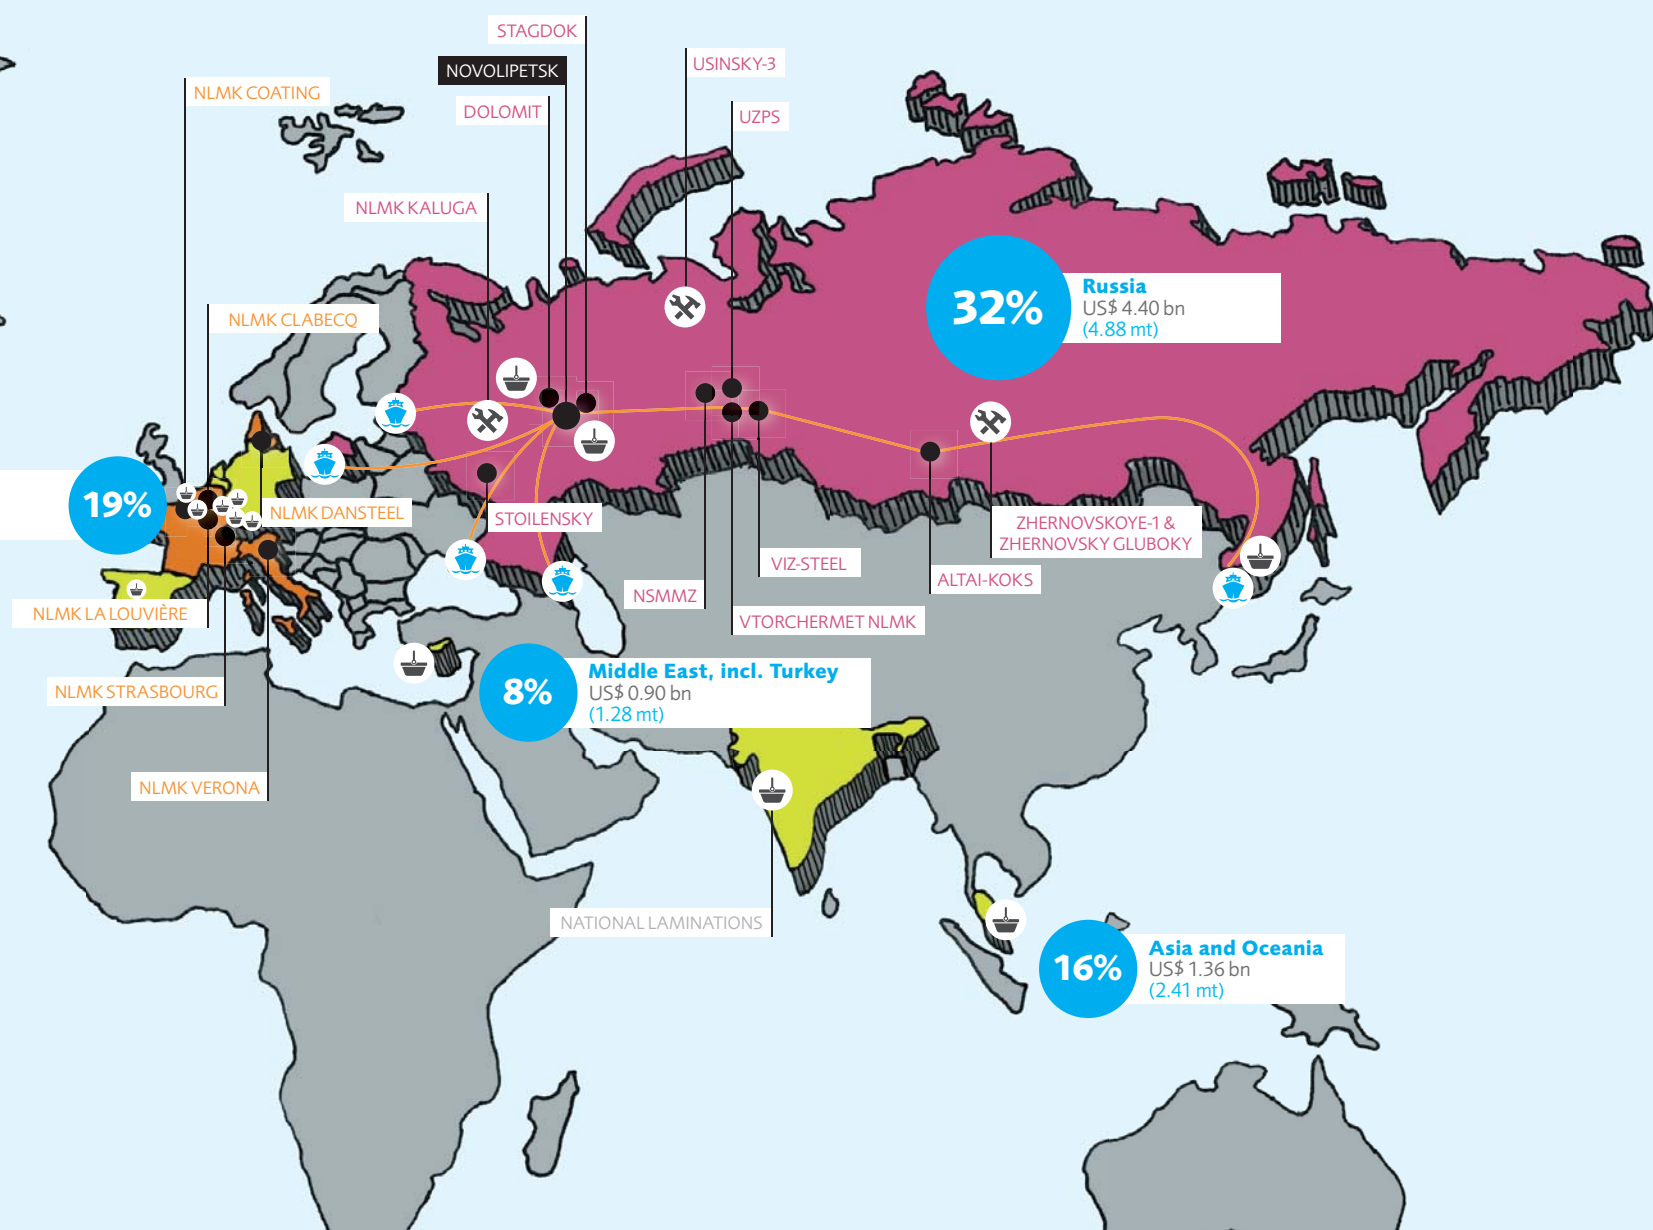 STAGDOK
NOVOLIPETSK
USINSKY-3
NLMK COATING
DOLOMIT
UZPS
NLMK KALUGA
32%
Russia
US$ 4.40 bn
(4.88 mt)
NLMK CLABECQ
19%
NLMK DANSTEEL
STOILENSKY
ZHERNOVSKOYE-1 &
ZHERNOVSKY GLUBOKY
VIZ-STEEL
ALTAI-KOKS
NSMMZ
NLMK LA LOUVIÈRE
VTORCHERMET NLMK
8%
Middle East, incl. Turkey
US$ 0.90 bn
(1.28 mt)
NLMK STRASBOURG
NLMK VERONA
NATIONAL LAMINATIONS
16%
Asia and Oceania
US$ 1.36 bn
(2.41 mt)